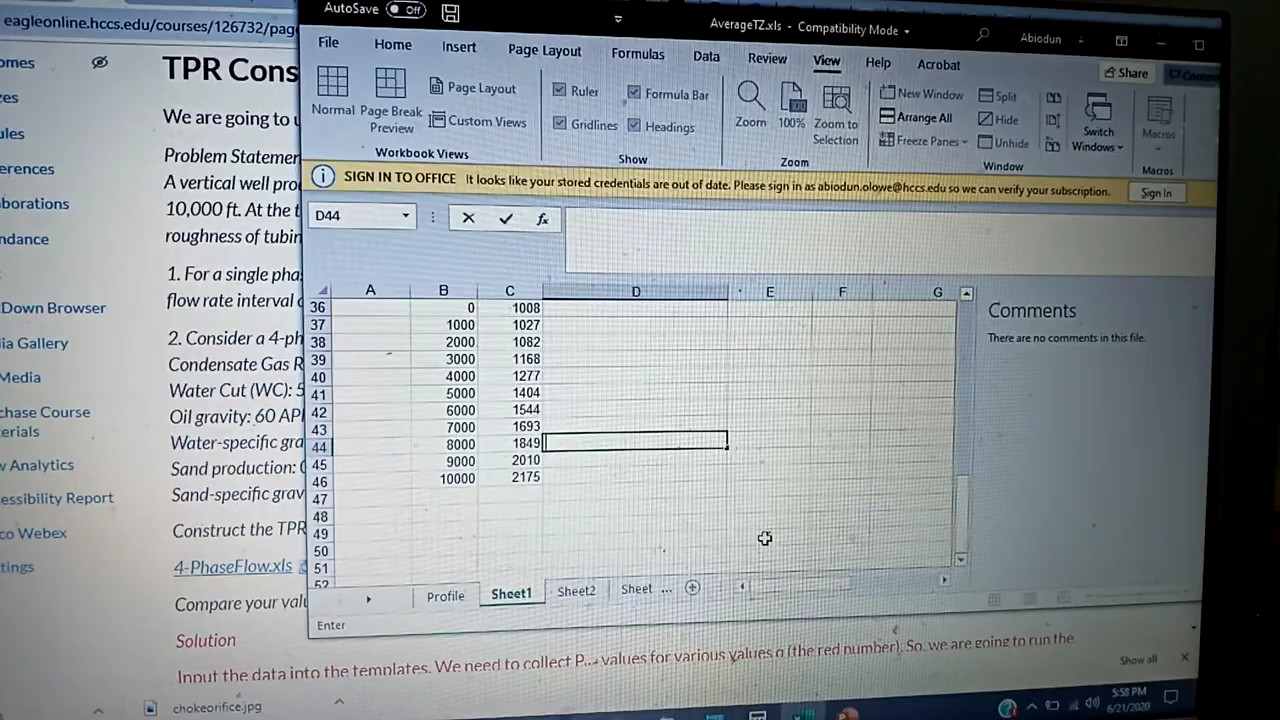 eagleonline.hccs.edu/courses/126732/pag
AutoSave Off
AverageTZ.xls - Compatibility Mode
Abiodun
File Home Insert Page Layout Formulas Data Review View Help Acrobat
Share
Normal
Page Break Preview
Page Layout
Custom Views
Workbook Views
Ruler
Formula Bar
Gridlines
Headings
Show
Zoom
100%
Zoom to Selection
Zoom
New Window
Arrange All
Freeze Panes
Split
Hide
Unhide
Switch Windows
Window
Macros
Macros
SIGN IN TO OFFICE It looks like your stored credentials are out of date. Please sign in as abiodun.olowe@hccs.edu so we can verify your subscription.
Sign In
D44
fx
A B C D E F G
36 0 1008
37 1000 1027
38 2000 1082
39 3000 1168
40 4000 1277
41 5000 1404
42 6000 1544
43 7000 1693
44 8000 1849
45 9000 2010
46 10000 2175
47
48
49
50
51
52
Comments
There are no comments in this file.
Profile Sheet1 Sheet2 Sheet ...
Enter
omes
zes
ules
erences
borations
ndance
Down Browser
ia Gallery
Media
chase Course
erials
v Analytics
essibility Report
co Webex
tings
TPR Cons
We are going to u
Problem Statemen
A vertical well pro
10,000 ft. At the t
roughness of tubin
1. For a single pha
flow rate interval
2. Consider a 4-ph
Condensate Gas R
Water Cut (WC): 5
Oil gravity: 60 API
Water-specific gra
Sand production:
Sand-specific grav
Construct the TPR
4-PhaseFlow.xls
Compare your valu
Solution
Input the data into the templates. We need to collect values for various values q (the red number). So, we are going to run the
Show all
chokeorifice.jpg
5:58 PM
6/21/2020